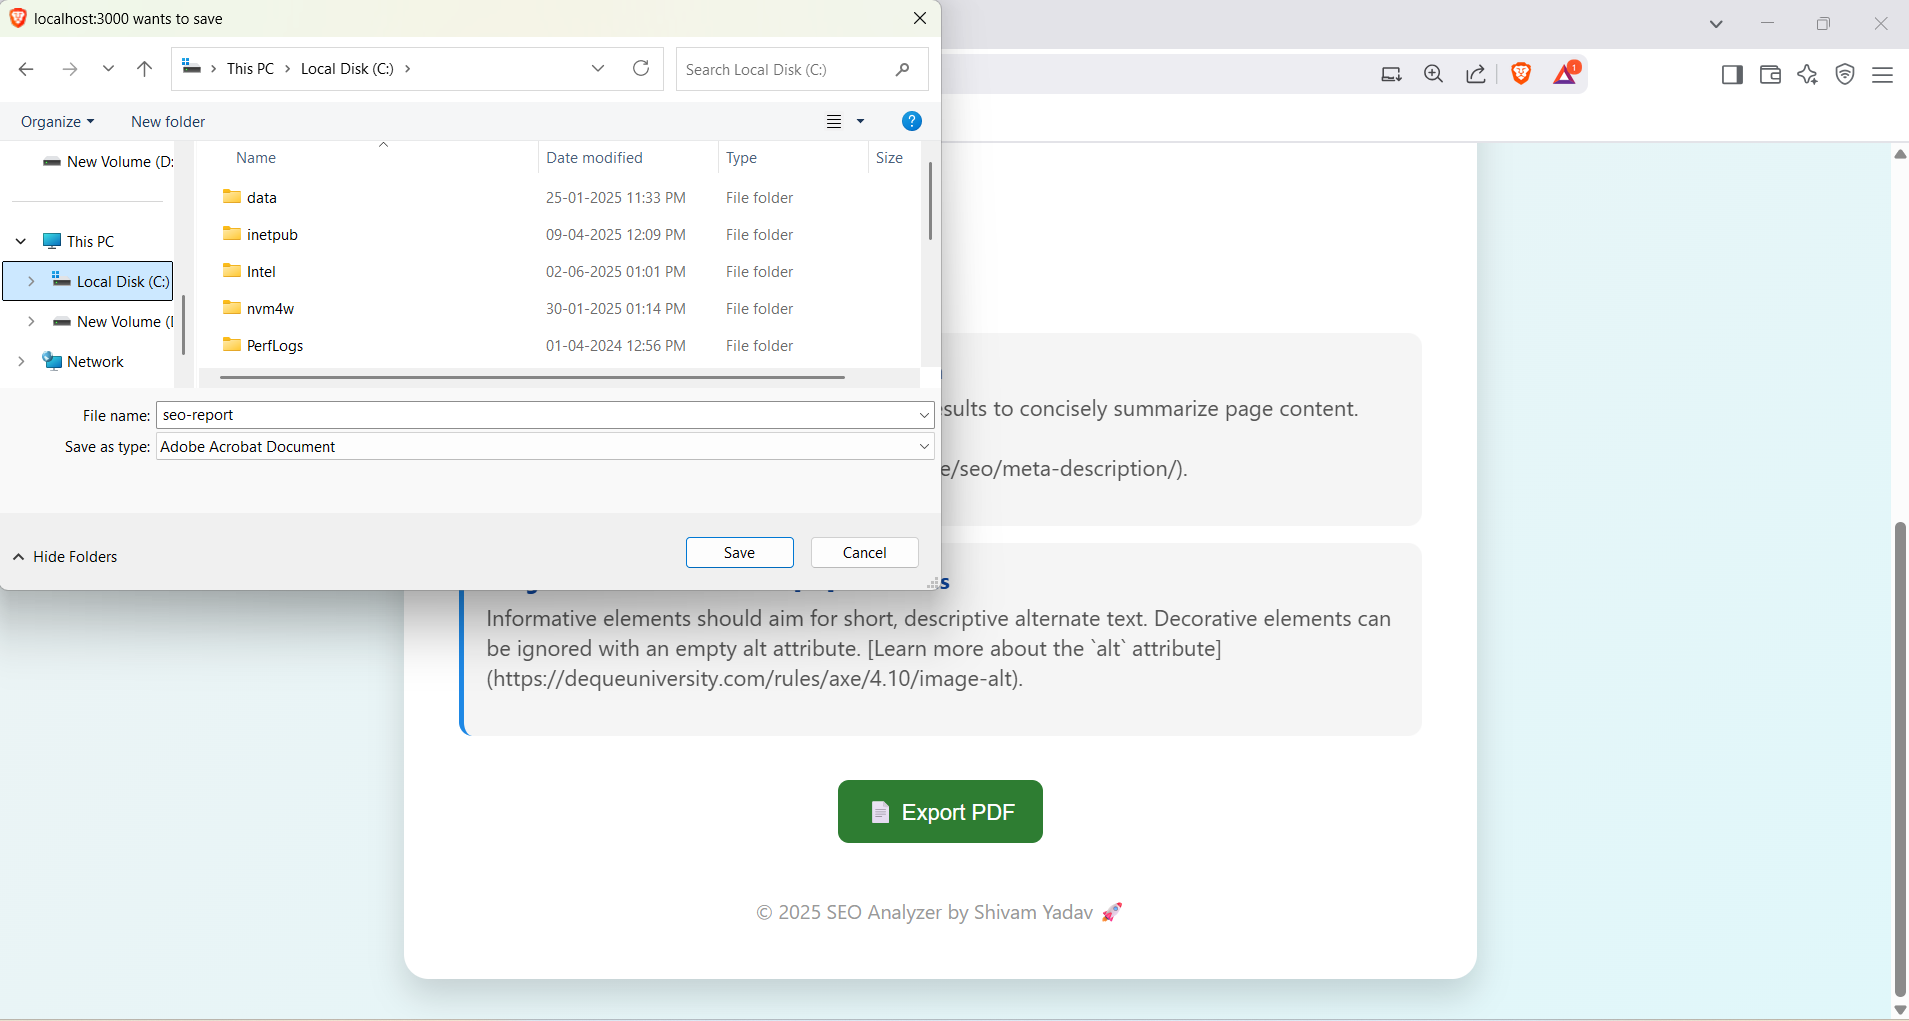 localhost:3000 wants to save
This PC > Local Disk (C:) >
Search Local Disk (C:)
1
Organize
New folder
?
New Volume (D:
This PC
Local Disk (C:)
New Volume (
Network
Name Date modified Type Size
data 25-01-2025 11:33 PM File folder
inetpub 09-04-2025 12:09 PM File folder
Intel 02-06-2025 01:01 PM File folder
nvm4w 30-01-2025 01:14 PM File folder
PerfLogs 01-04-2024 12:56 PM File folder
File name: seo-report
Save as type: Adobe Acrobat Document
Hide Folders
Save
Cancel
sults to concisely summarize page content.
e/seo/meta-description/).
s
Informative elements should aim for short, descriptive alternate text. Decorative elements can
be ignored with an empty alt attribute. [Learn more about the `alt` attribute]
(https://dequeuniversity.com/rules/axe/4.10/image-alt).
Export PDF
© 2025 SEO Analyzer by Shivam Yadav 🚀